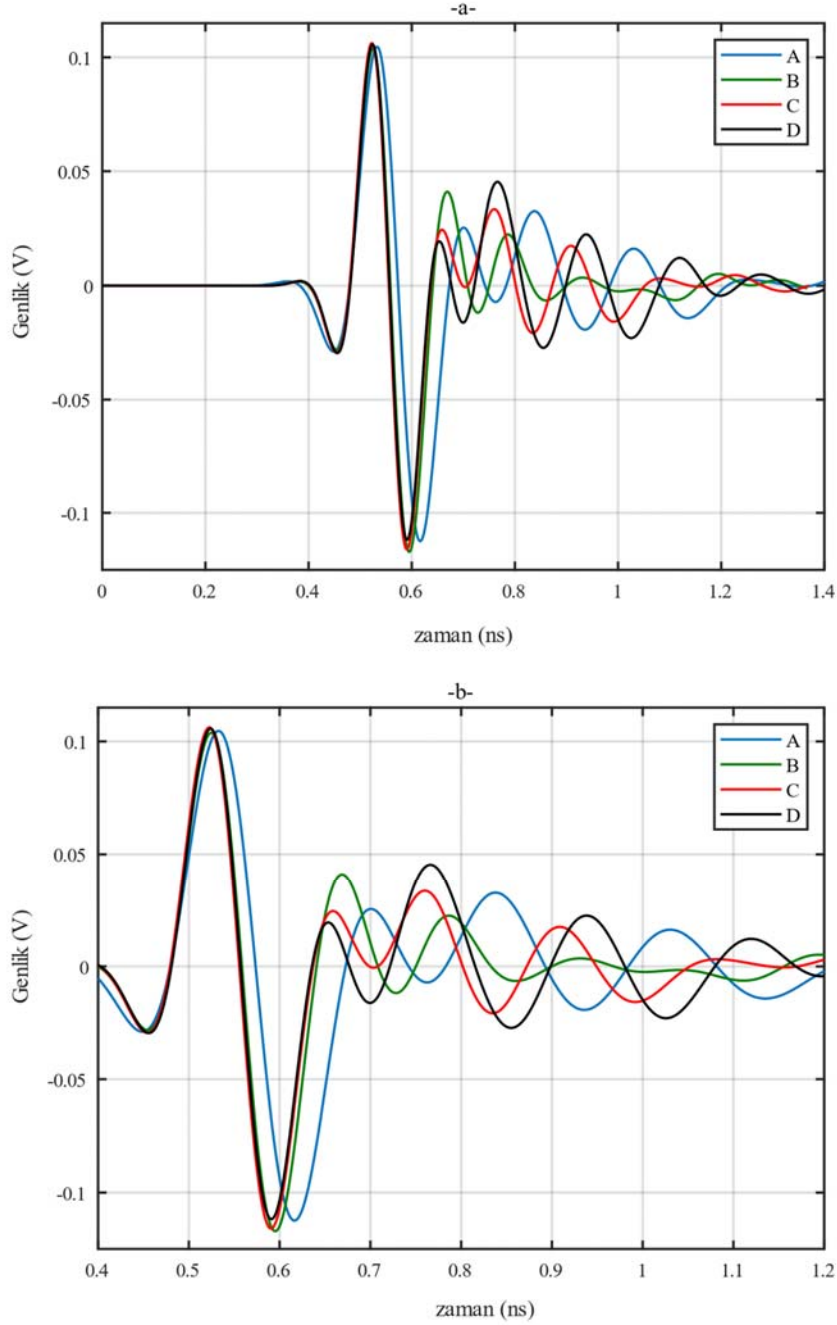 -a-
A
B
C
D
0.1
0.05
0
-0.05
-0.1
Genlik (V)
0 0.2 0.4 0.6 0.8 1 1.2 1.4
zaman (ns)
-b-
A
B
C
D
0.1
0.05
0
-0.05
-0.1
Genlik (V)
0.4 0.5 0.6 0.7 0.8 0.9 1 1.1 1.2
zaman (ns)